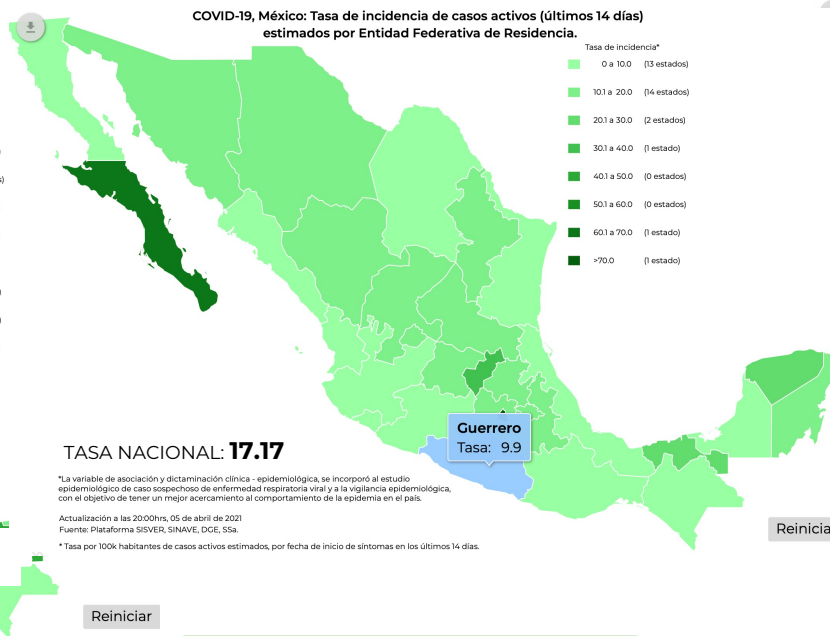 COVID-19, México: Tasa de incidencia de casos activos (últimos 14 días)
estimados por Entidad Federativa de Residencia.
Tasa de incidencia*
0 a 10.0 (13 estados)
10.1 a 20.0 (14 estados)
20.1 a 30.0 (2 estados)
30.1 a 40.0 (1 estado)
40.1 a 50.0 (0 estados)
50.1 a 60.0 (0 estados)
60.1 a 70.0 (1 estado)
>70.0 (1 estado)
Guerrero
Tasa: 9.9
TASA NACIONAL: 17.17
*La variable de asociación y dictaminación clínica - epidemiológica, se incorporó al estudio
epidemiológico de caso sospechos de enfermedad respiratoria viral y a la vigilancia epidemiológica,
con el objetivo de tener un mejor acercamiento al comportamiento de la epidemia en el país.
Actualización a las 20:00hrs, 05 de abril de 2021
Fuente: Plataforma SISVER, SINAVE, DGE, SSa.
* Tasa por 100k habitantes de casos activos estimados, por fecha de inicio de síntomas en los últimos 14 días.
Reinicia
Reiniciar